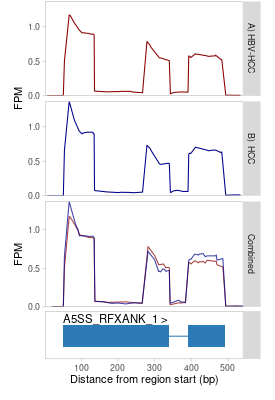 FPM
1.0
0.5
0.0
A) HBV-HCC
1.0
0.5
0.0
B) HCC
FPM
1.0
0.5
0.0
Combined
A5SS_RFXANK_1 >
100 200 300 400 500
Distance from region start (bp)